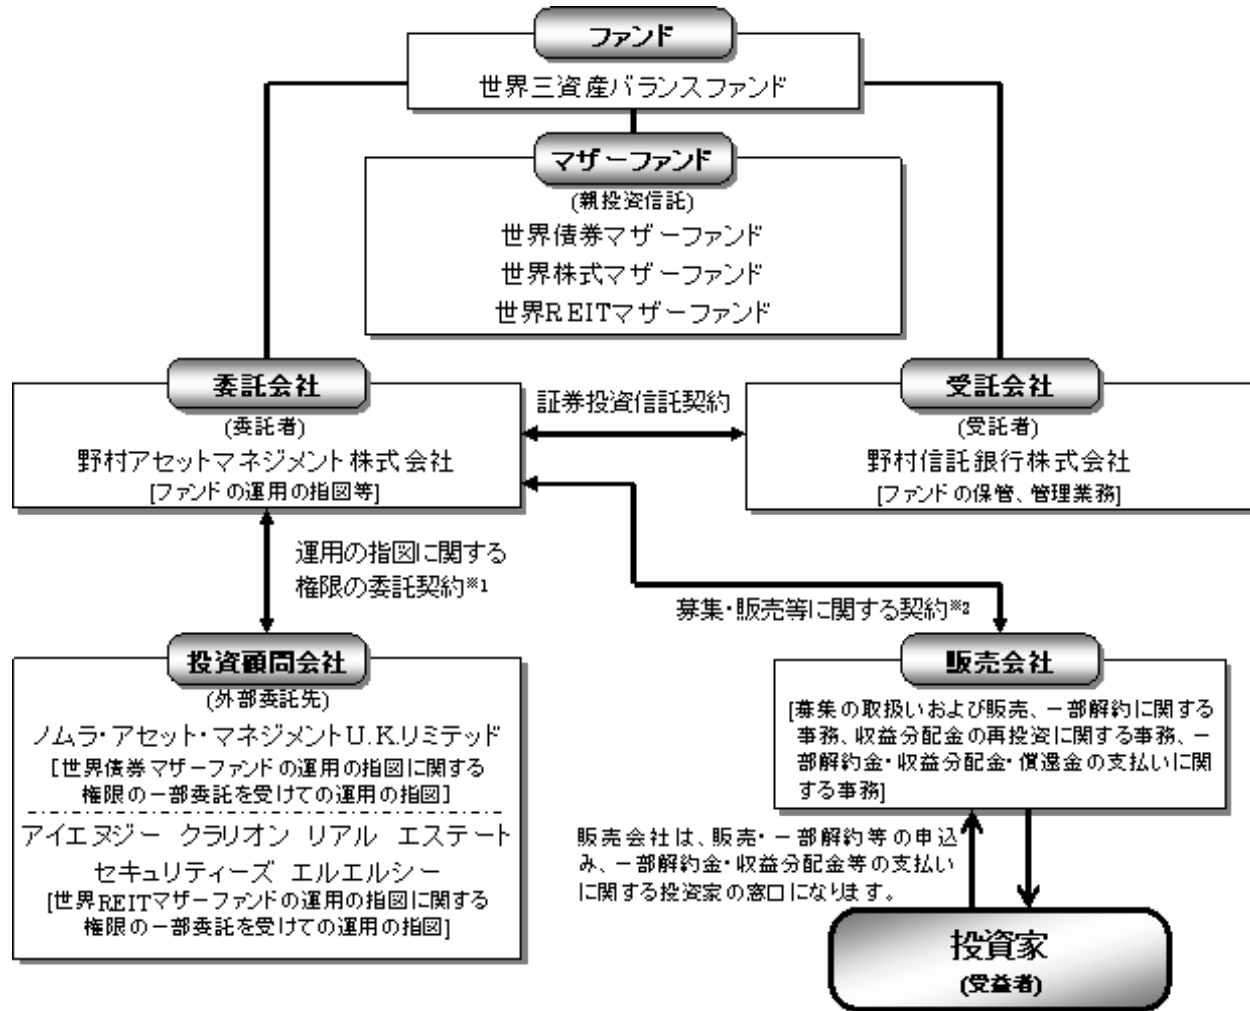 ファンド
世界三資産バランスファンド
マザーファンド
(親投資信託)
世界債券マザーファンド
世界株式マザーファンド
世界REITマザーファンド
委託会社
(委託者)
野村アセットマネジメント株式会社
[ファンドの運用の指図等]
証券投資信託契約
受託会社
(受託者)
野村信託銀行株式会社
[ファンドの保管、管理業務]
運用の指図に関する
権限の委託契約※1
募集・販売等に関する契約※2
投資顧問会社
(外部委託先)
ノムラ・アセット・マネジメントU.K.リミテッド
[世界債券マザーファンドの運用の指図に関する
権限の一部委託を受けての運用の指図]
アイエヌジー クラリオン リアル エステート
セキュリティーズ エルエルシー
[世界REITマザーファンドの運用の指図に関する
権限の一部委託を受けての運用の指図]
販売会社
[募集の取扱いおよび販売、一部解約に関する
事務、収益分配金の再投資に関する事務、一
部解約金・収益分配金・償還金の支払いに関
する事務]
販売会社は、販売・一部解約等の申込
み、一部解約金・収益分配金等の支払い
に関する投資家の窓口になります。
投資家
(受益者)